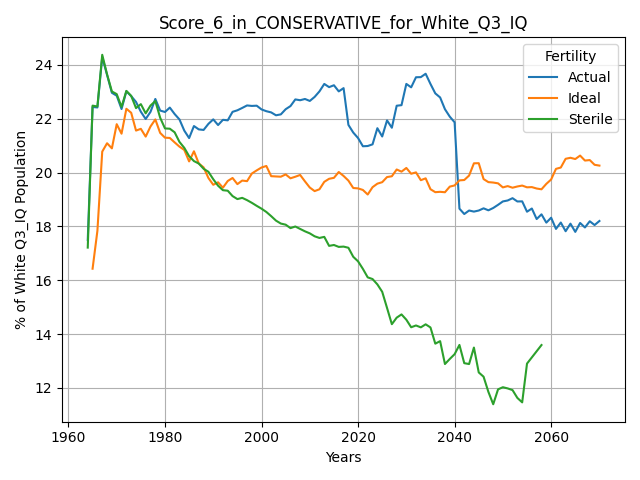 Score_6_in_CONSERVATIVE_for_White_Q3_IQ
% of White Q3_IQ Population
24
22
20
18
16
14
12
Fertility
Actual
Ideal
Sterile
1960 1980 2000 2020 2040 2060
Years